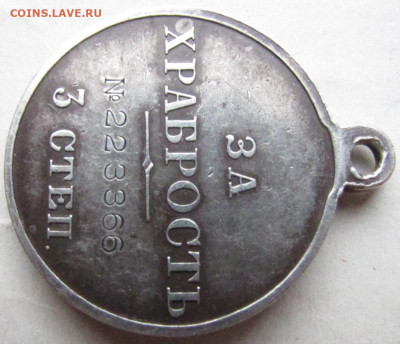 COINS.LAVE.RU
ЗА
ХРАБРОСТЬ
№223366
3 СТЕП.